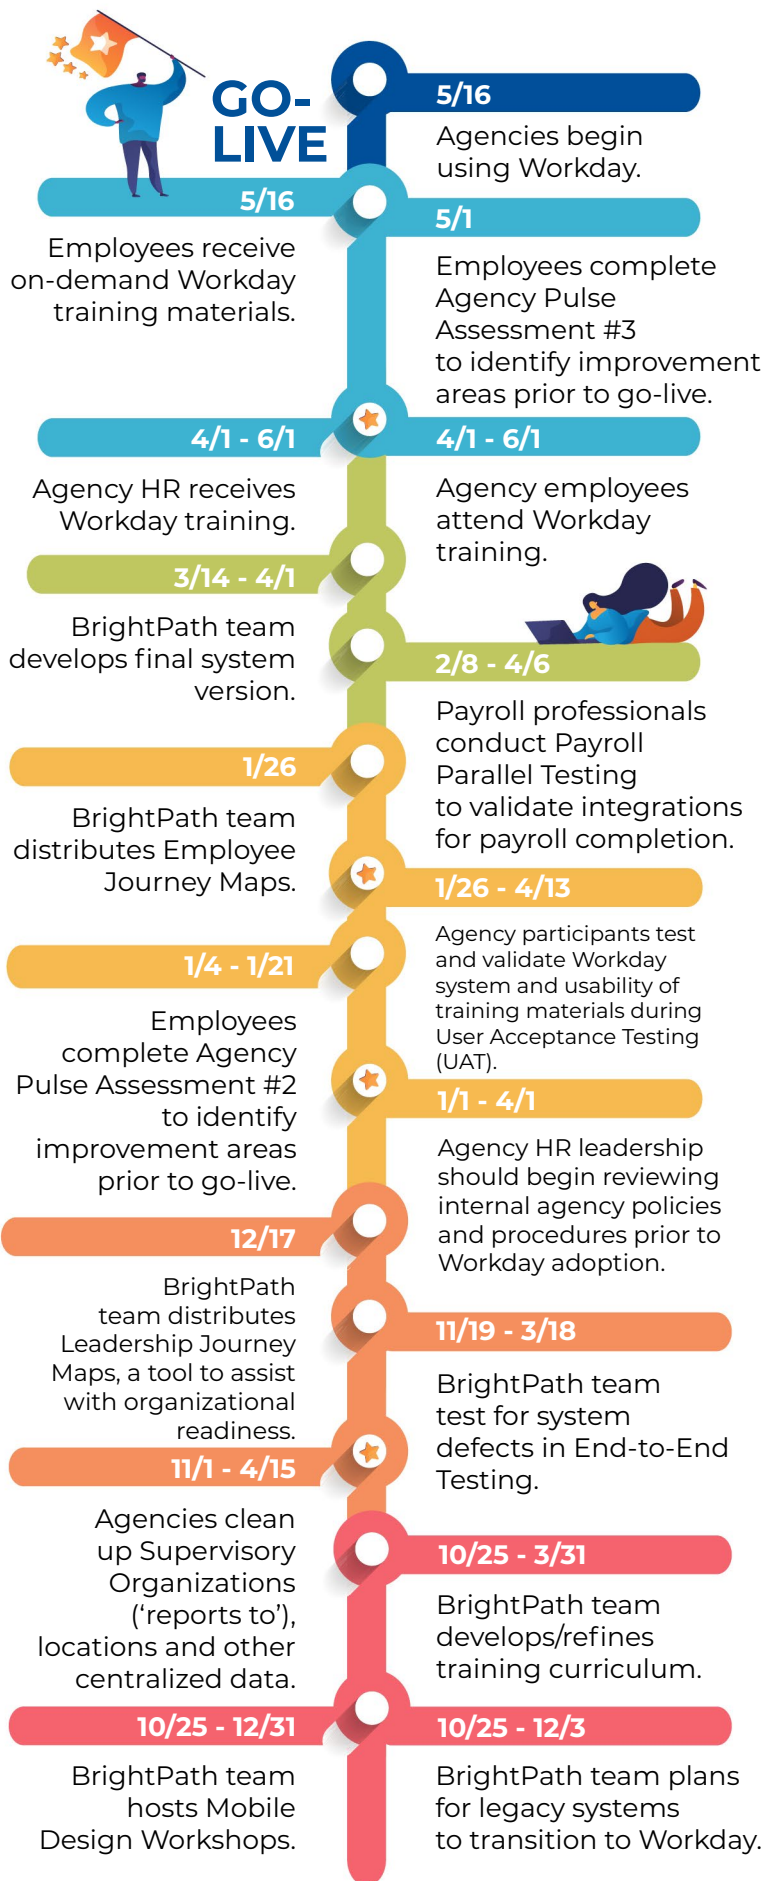 GO-
LIVE
5/16
Agencies begin
using Workday.
5/16
Employees receive
on-demand Workday
training materials.
5/1
Employees complete
Agency Pulse
Assessment #3
to identify improvement
areas prior to go-live.
4/1 - 6/1
Agency HR receives
Workday training.
4/1 - 6/1
Agency employees
attend Workday
training.
3/14 - 4/1
BrightPath team
develops final system
version.
2/8 - 4/6
Payroll professionals
conduct Payroll
Parallel Testing
to validate integrations
for payroll completion.
1/26
BrightPath team
distributes Employee
Journey Maps.
1/26 - 4/13
Agency participants test
and validate Workday
system and usability of
training materials during
User Acceptance Testing
(UAT).
1/4 - 1/21
Employees
complete Agency
Pulse Assessment #2
to identify
improvement areas
prior to go-live.
1/1 - 4/1
Agency HR leadership
should begin reviewing
internal agency policies
and procedures prior to
Workday adoption.
12/17
BrightPath
team distributes
Leadership Journey
Maps, a tool to assist
with organizational
readiness.
11/19 - 3/18
BrightPath team
test for system
defects in End-to-End
Testing.
11/1 - 4/15
Agencies clean
up Supervisory
Organizations
(‘reports to’),
locations and other
centralized data.
10/25 - 3/31
BrightPath team
develops/refines
training curriculum.
10/25 - 12/31
BrightPath team
hosts Mobile
Design Workshops.
10/25 - 12/3
BrightPath team plans
for legacy systems
to transition to Workday.